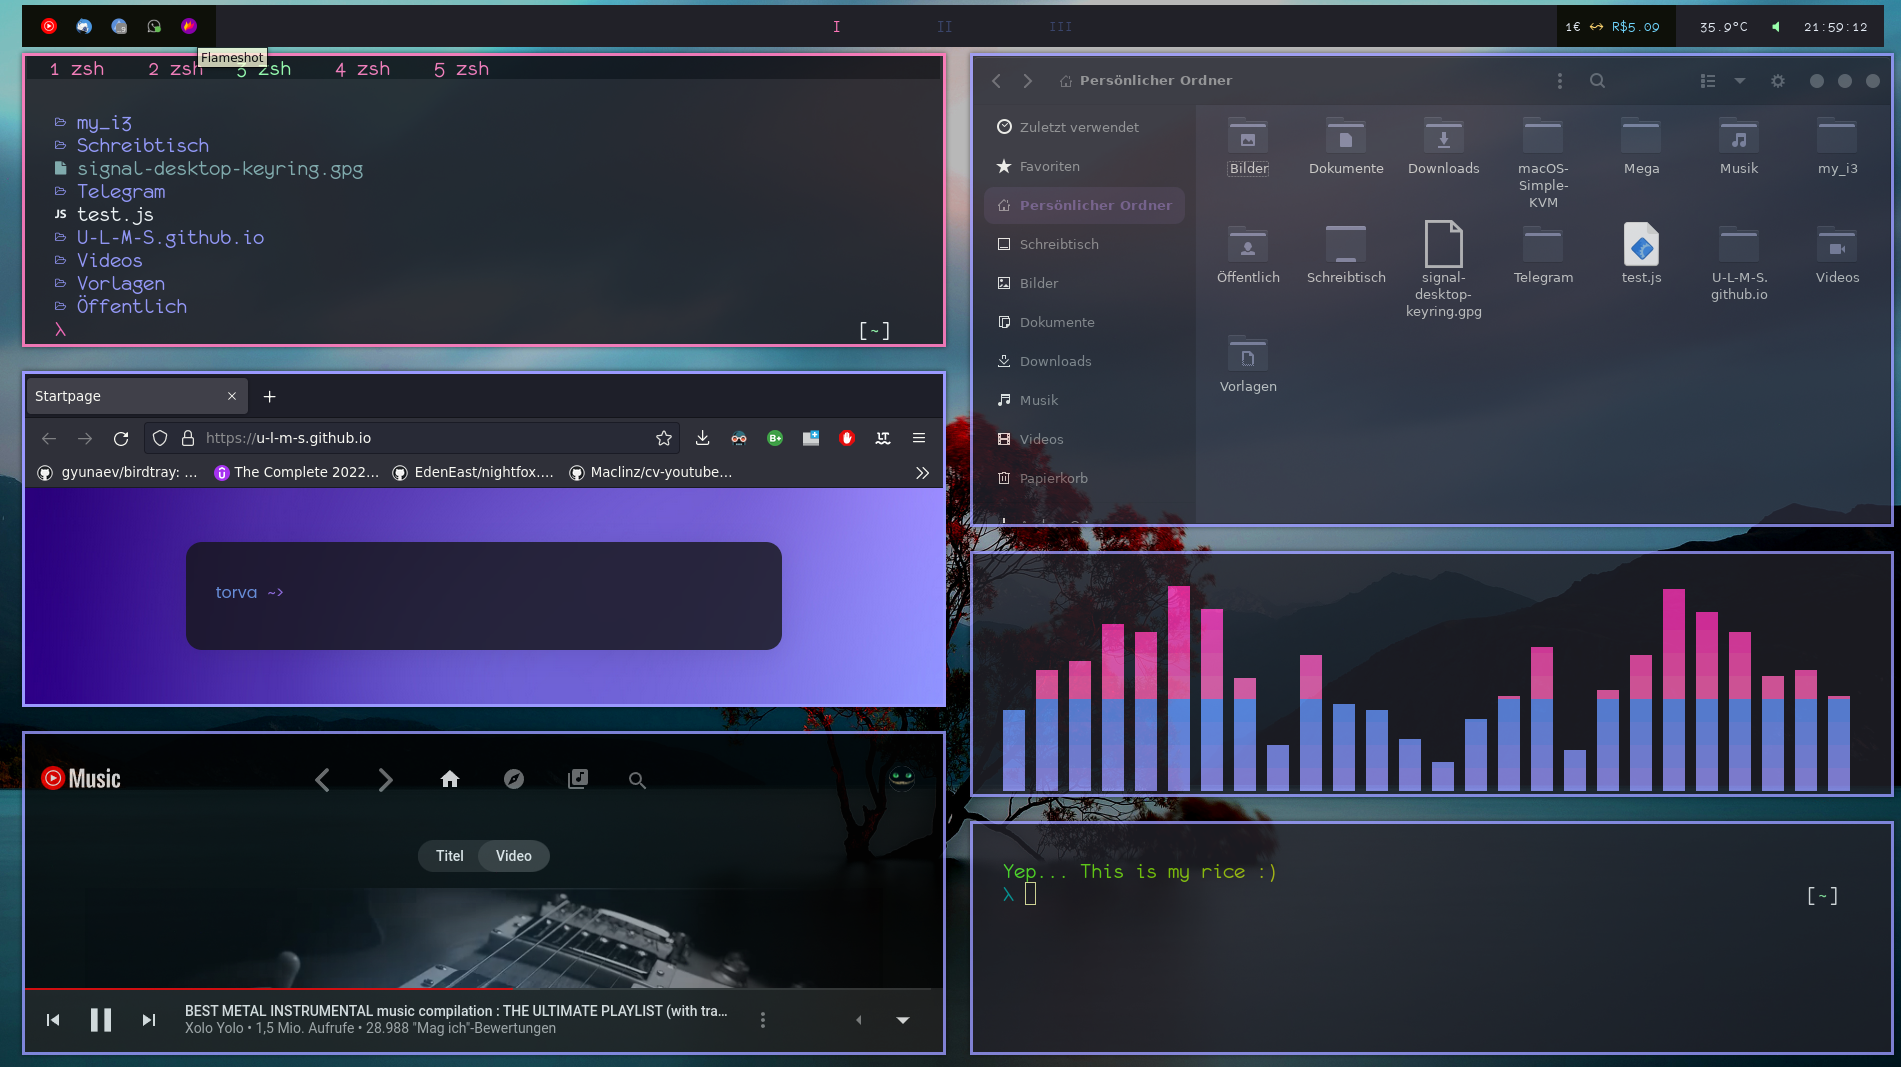 I II III
1€ ↔ R$5.09 35.9°C 21:59:12
Flameshot
1 zsh 2 zsh 3 zsh 4 zsh 5 zsh
my_i3
Schreibtisch
signal-desktop-keyring.gpg
Telegram
JS test.js
U-L-M-S.github.io
Videos
Vorlagen
Öffentlich
λ [~]
Startpage
https://u-l-m-s.github.io
gyunaev/birdtray: ... The Complete 2022... EdenEast/nightfox.... Maclinz/cv-youtube...
torva ~>
Music
Titel Video
BEST METAL INSTRUMENTAL music compilation : THE ULTIMATE PLAYLIST (with tra...
Xolo Yolo • 1,5 Mio. Aufrufe • 28.988 "Mag ich"-Bewertungen
Persönlicher Ordner
Zuletzt verwendet
Favoriten
Persönlicher Ordner
Schreibtisch
Bilder
Dokumente
Downloads
Musik
Videos
Papierkorb
Bilder Dokumente Downloads macOS- Mega Musik my_i3
Simple-
KVM
Öffentlich Schreibtisch signal- Telegram test.js U-L-M-S. Videos
desktop- github.io
keyring.gpg
Vorlagen
Yep... This is my rice :)
λ [~]